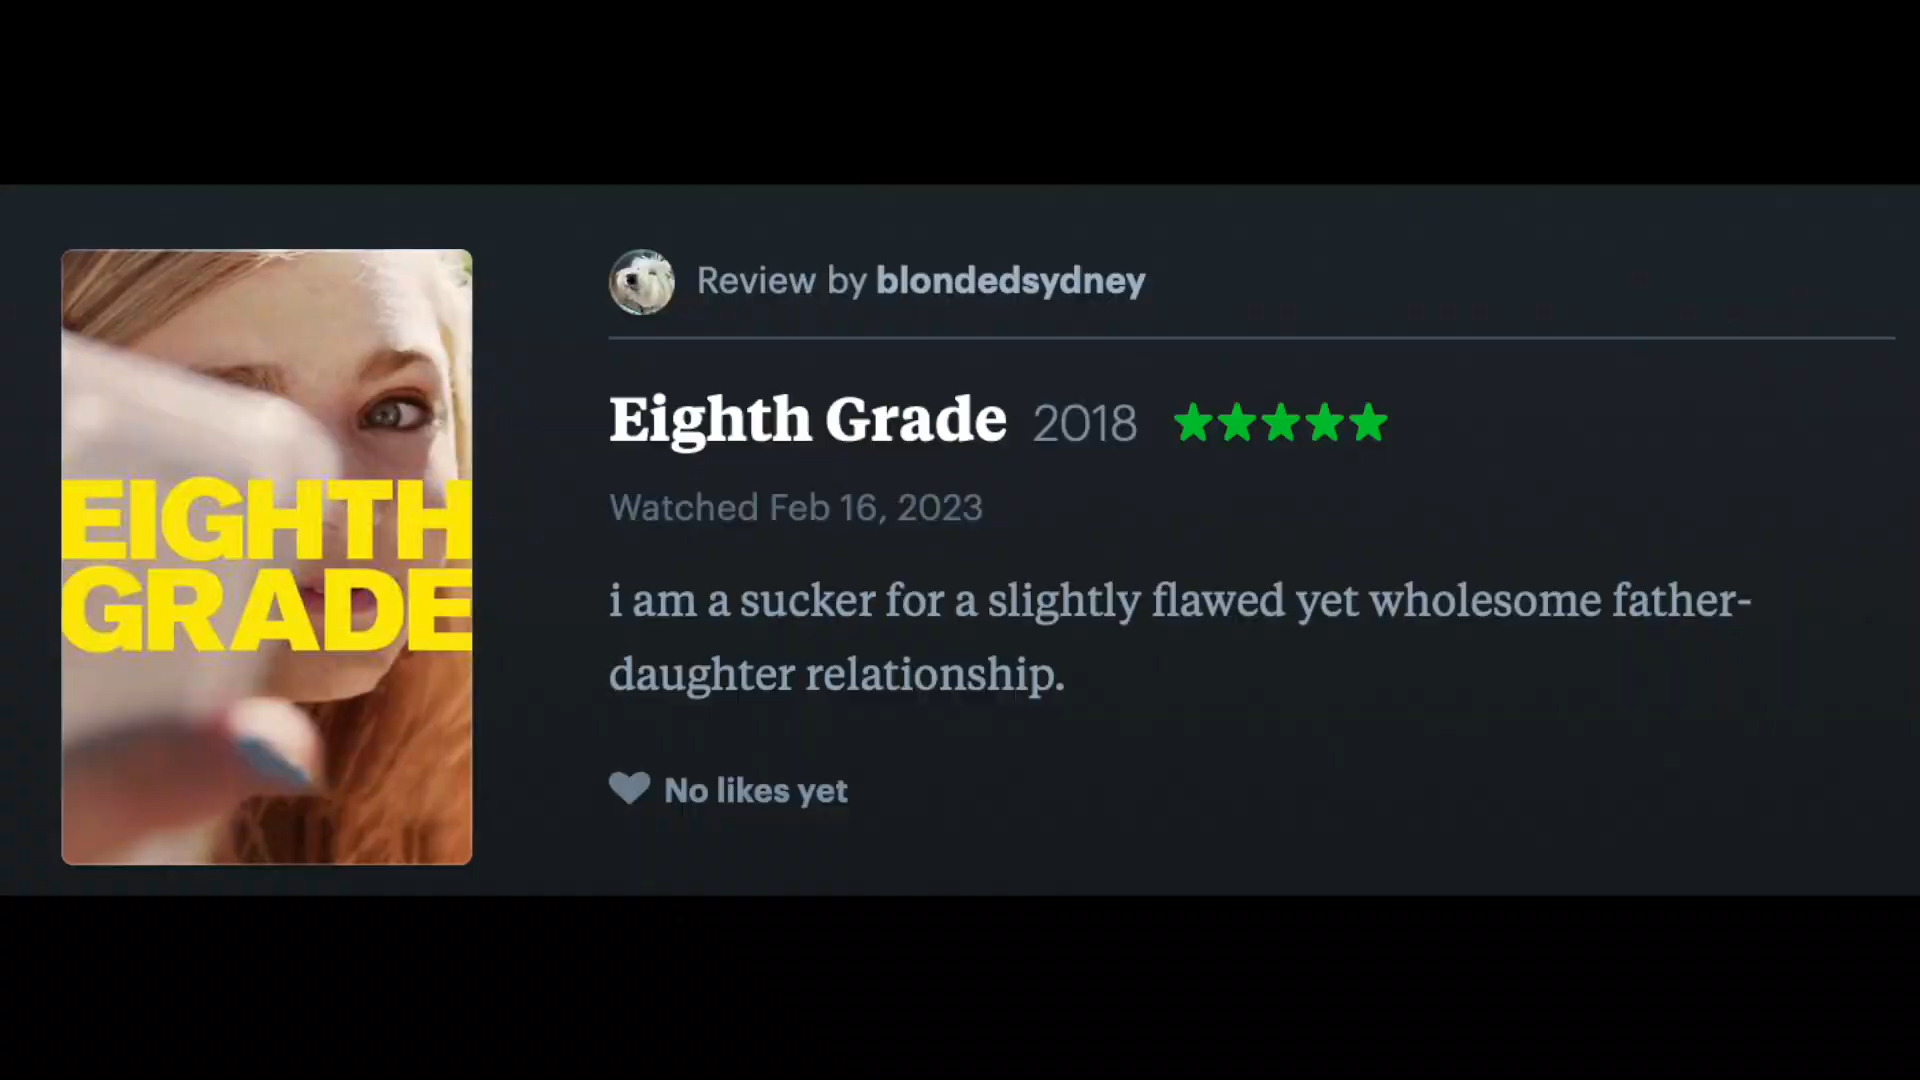 EIGHTH
GRADE
Review by blondedsydney
Eighth Grade 2018 ★★★★★
Watched Feb 16, 2023
i am a sucker for a slightly flawed yet wholesome father-
daughter relationship.
No likes yet